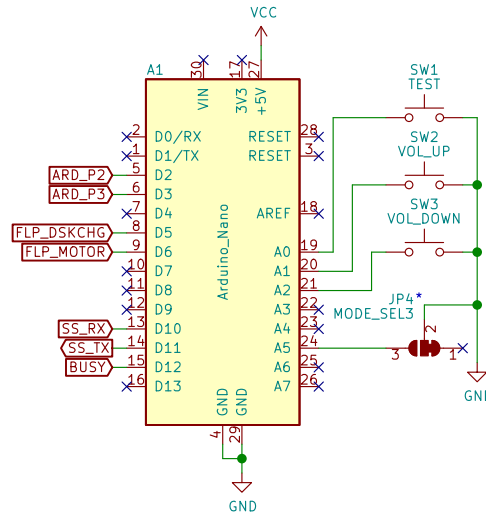 VCC
A1
30
17
27
VIN
3V3
+5V
SW1
TEST
2 D0/RX
RESET 28
1 D1/TX
RESET 3
SW2
VOL_UP
ARD_P2 5 D2
ARD_P3 6 D3
SW3
VOL_DOWN
7 D4
AREF 18
FLP_DSKCHG 8 D5
FLP_MOTOR 9 D6
Arduino_Nano
A0 19
10 D7
A1 20
11 D8
A2 21
12 D9
A3 22
JP4*
MODE_SEL3
SS_RX 13 D10
A4 23
2
SS_TX 14 D11
A5 24
3
1
BUSY 15 D12
A6 25
16 D13
A7 26
GND
GND
GND
4
29
GND